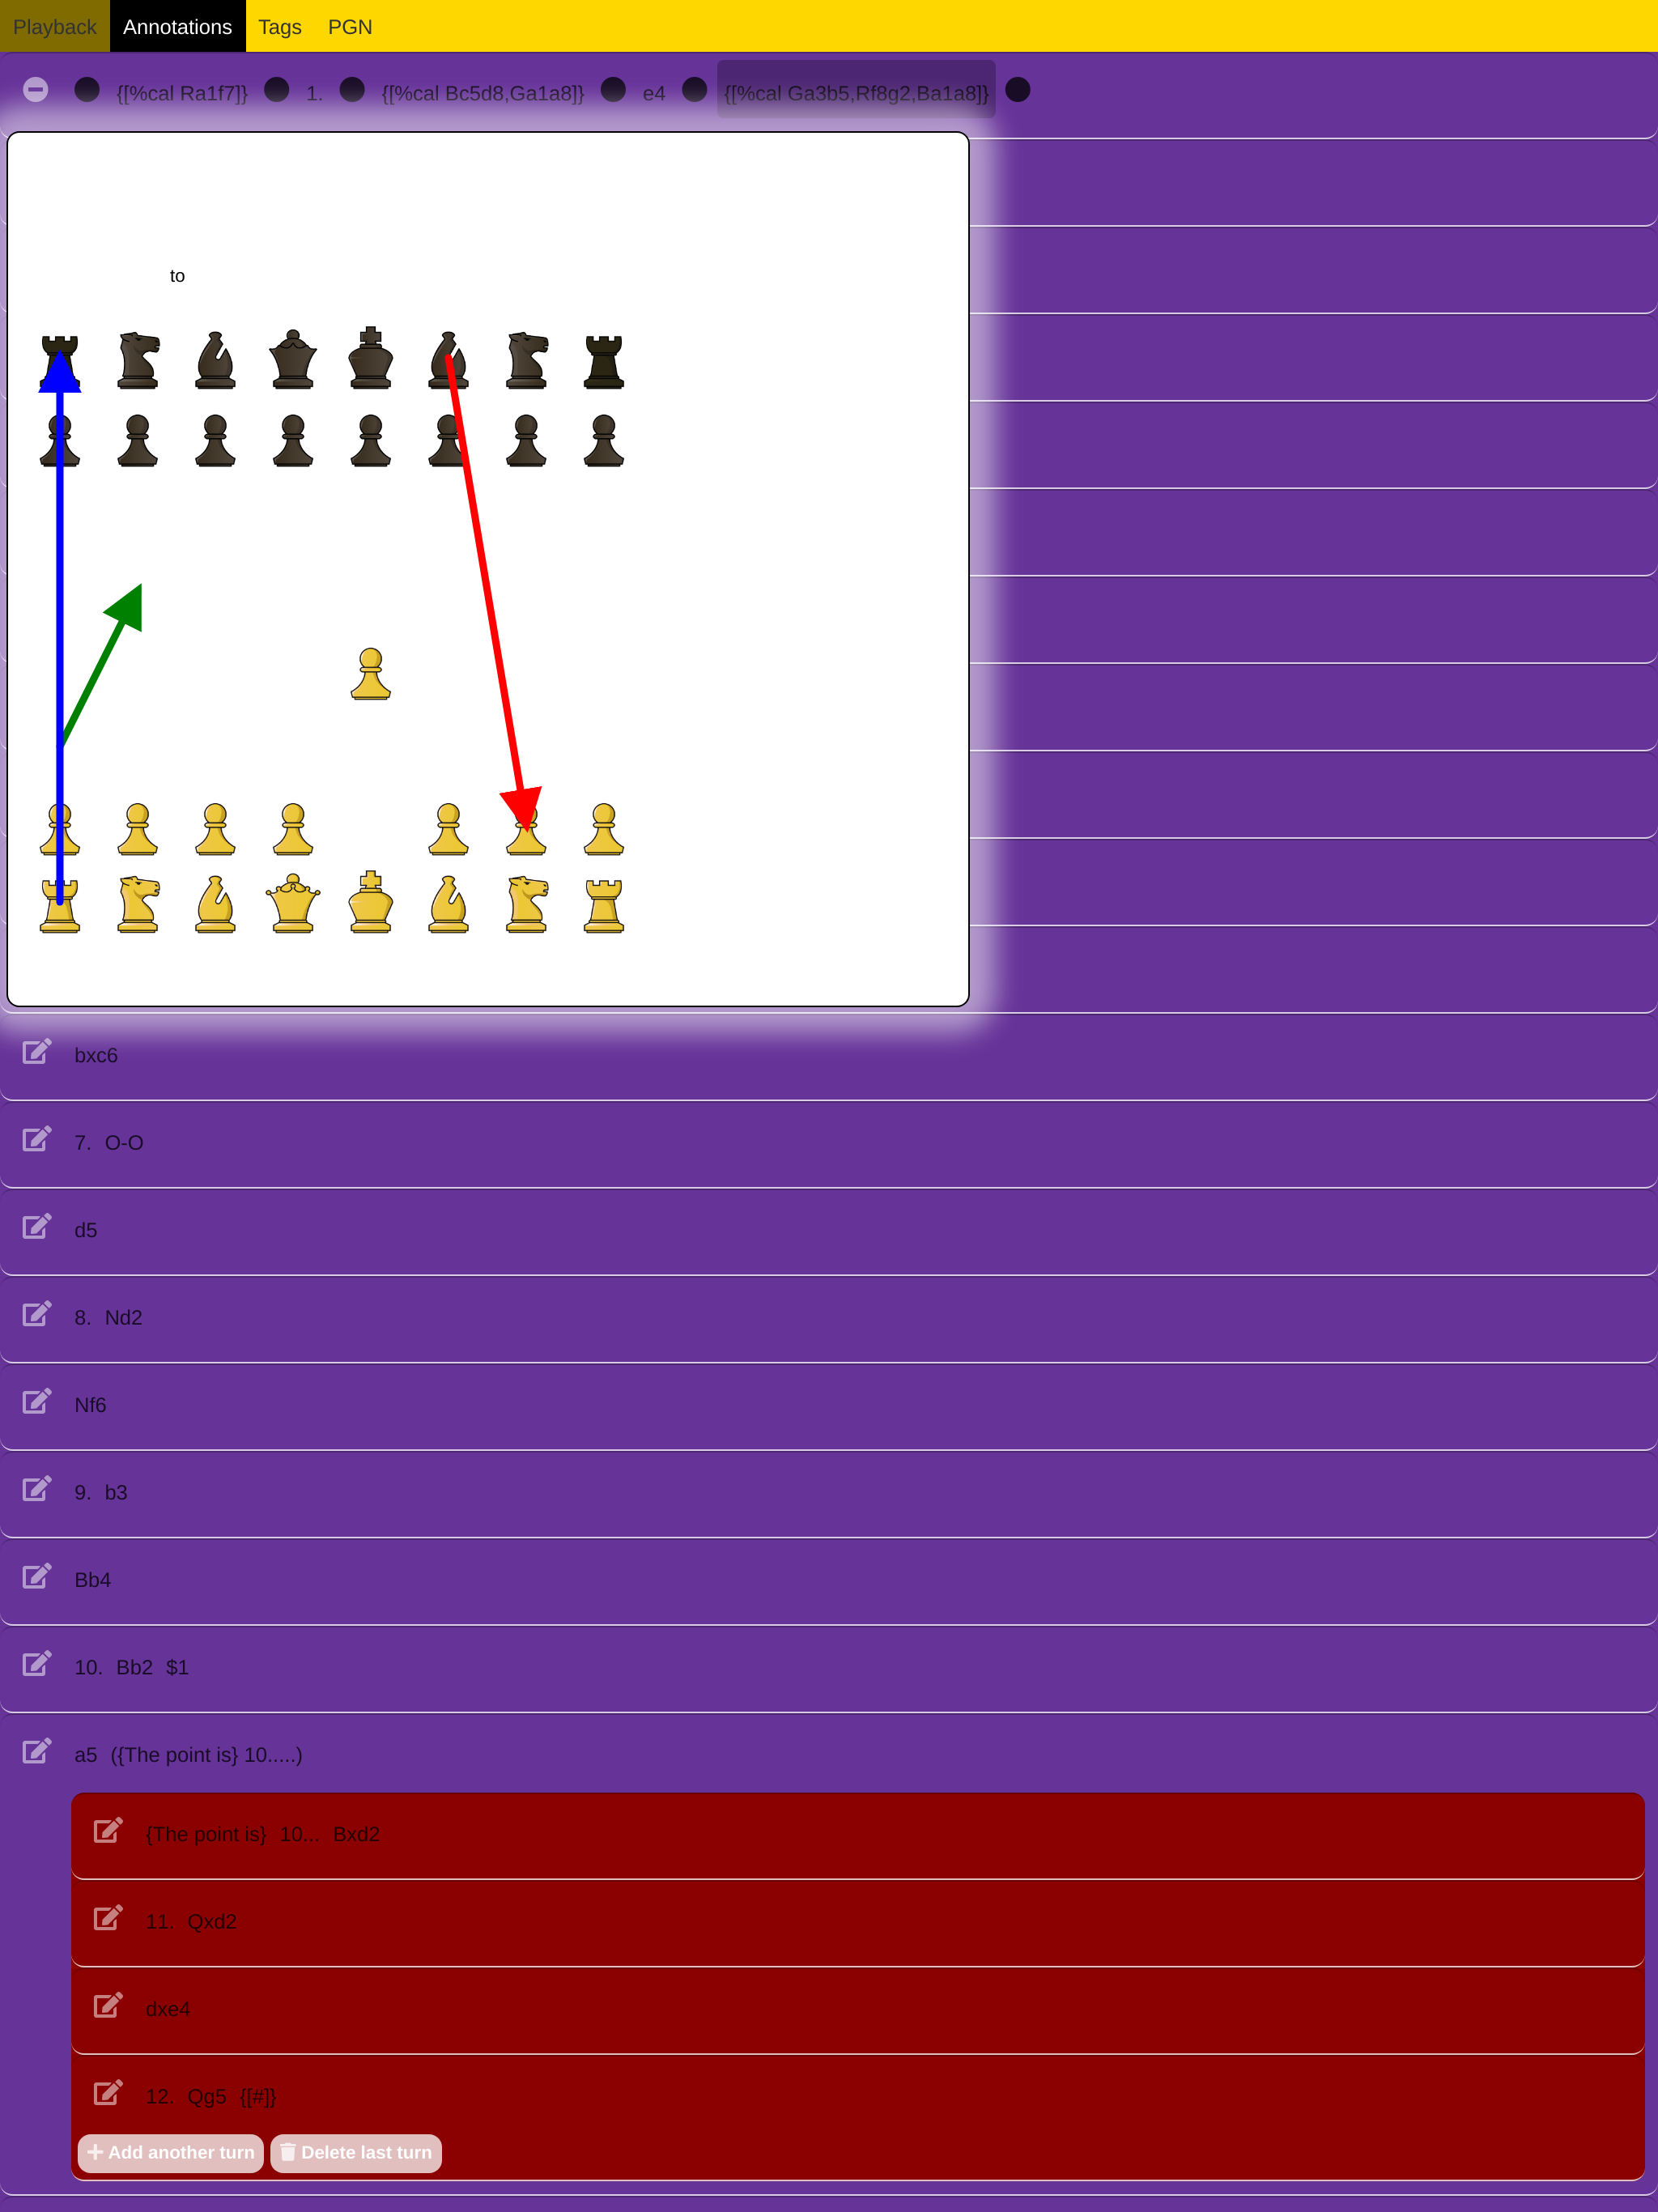 Playback Annotations Tags PGN
{[%cal Ra1f7]} 1. {[%cal Bc5d8,Ga1a8]} e4 {[%cal Ga3b5,Rf8g2,Ba1a8]}
to
bxc6
7. O-O
d5
8. Nd2
Nf6
9. b3
Bb4
10. Bb2 $1
a5 ({The point is} 10.....)
{The point is} 10... Bxd2
11. Qxd2
dxe4
12. Qg5 {[#]}
Add another turn Delete last turn